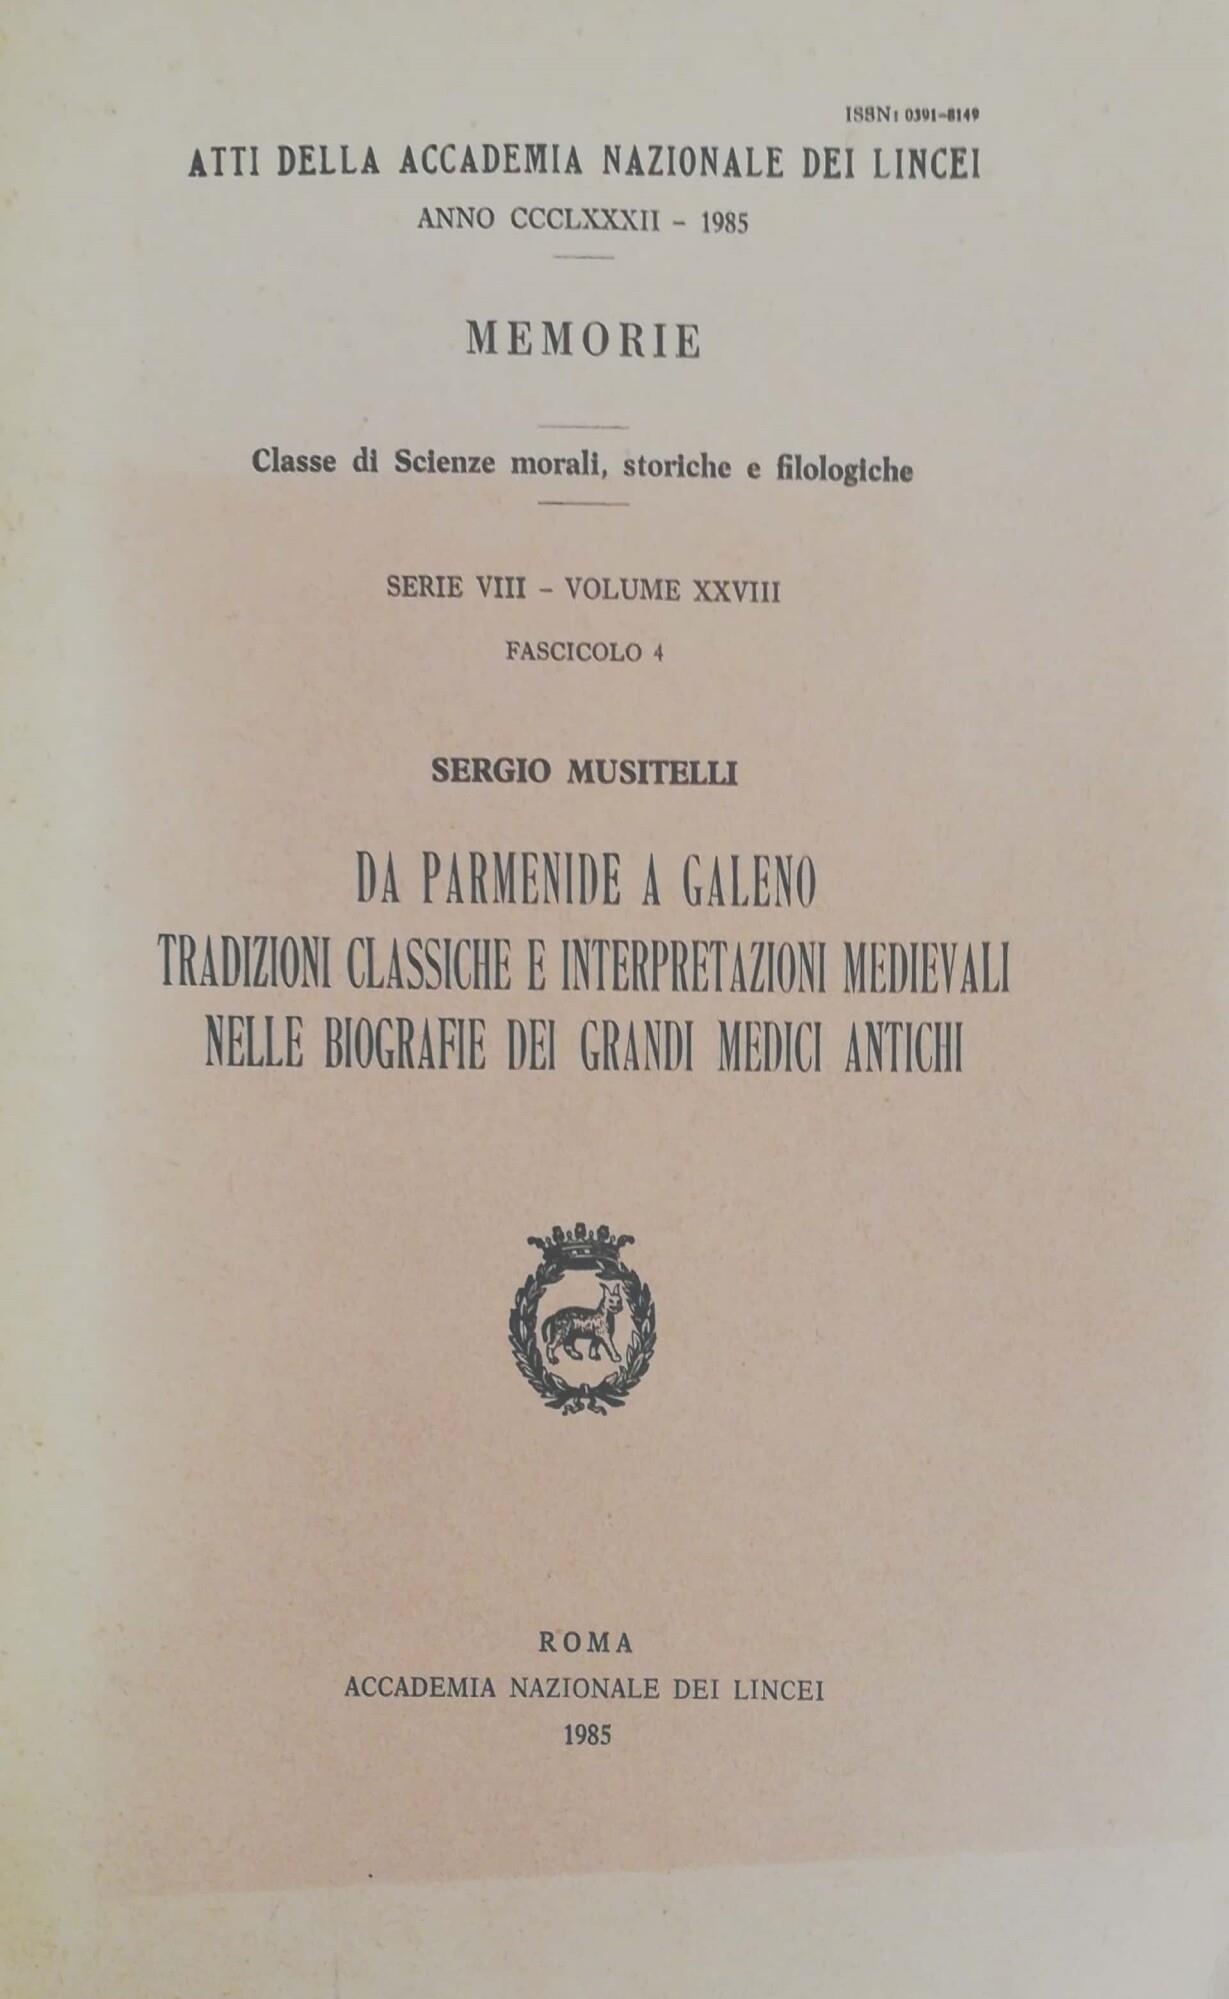 ISSN: 0391-8149
ATTI DELLA ACCADEMIA NAZIONALE DEI LINCEI
ANNO CCCLXXXII – 1985
MEMORIE
Classe di Scienze morali, storiche e filologiche
SERIE VIII – VOLUME XXVIII
FASCICOLO 4
SERGIO MUSITELLI
DA PARMENIDE A GALENO
TRADIZIONI CLASSICHE E INTERPRETAZIONI MEDIEVALI
NELLE BIOGRAFIE DEI GRANDI MEDICI ANTICHI
ROMA
ACCADEMIA NAZIONALE DEI LINCEI
1985